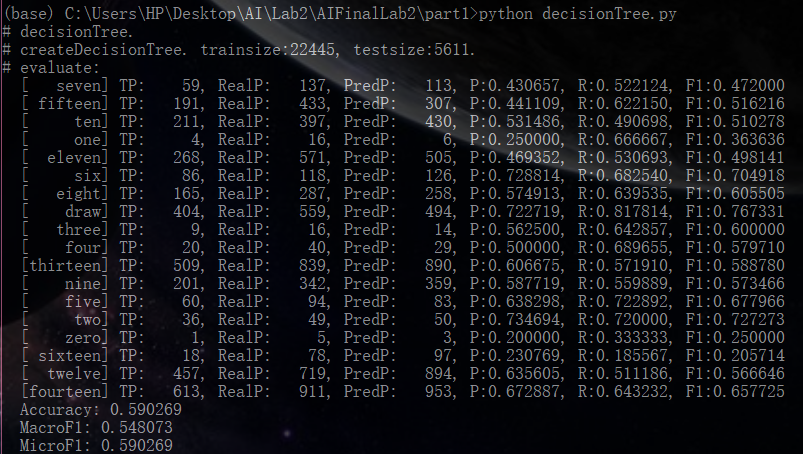 (base) C:\Users\HP\Desktop\AI\Lab2\AIFinalLab2\part1>python decisionTree.py
# decisionTree.
# createDecisionTree. trainsize:22445, testsize:5611.
# evaluate:
[   seven] TP:   59, RealP:   137, PredP:   113, P:0.430657, R:0.522124, F1:0.472000
[ fifteen] TP:  191, RealP:   433, PredP:   307, P:0.441109, R:0.622150, F1:0.516216
[     ten] TP:  211, RealP:   397, PredP:   430, P:0.531486, R:0.490698, F1:0.510278
[     one] TP:    4, RealP:    16, PredP:     6, P:0.250000, R:0.666667, F1:0.363636
[  eleven] TP:  268, RealP:   571, PredP:   505, P:0.469352, R:0.530693, F1:0.498141
[     six] TP:   86, RealP:   118, PredP:   126, P:0.728814, R:0.682540, F1:0.704918
[   eight] TP:  165, RealP:   287, PredP:   258, P:0.574913, R:0.639535, F1:0.605505
[    draw] TP:  404, RealP:   559, PredP:   494, P:0.722719, R:0.817814, F1:0.767331
[   three] TP:    9, RealP:    16, PredP:    14, P:0.562500, R:0.642857, F1:0.600000
[    four] TP:   20, RealP:    40, PredP:    29, P:0.500000, R:0.689655, F1:0.579710
[thirteen] TP:  509, RealP:   839, PredP:   890, P:0.606675, R:0.571910, F1:0.588780
[    nine] TP:  201, RealP:   342, PredP:   359, P:0.587719, R:0.559889, F1:0.573466
[    five] TP:   60, RealP:    94, PredP:    83, P:0.638298, R:0.722892, F1:0.677966
[     two] TP:   36, RealP:    49, PredP:    50, P:0.734694, R:0.720000, F1:0.727273
[    zero] TP:    1, RealP:     5, PredP:     3, P:0.200000, R:0.333333, F1:0.250000
[ sixteen] TP:   18, RealP:    78, PredP:    97, P:0.230769, R:0.185567, F1:0.205714
[  twelve] TP:  457, RealP:   719, PredP:   894, P:0.635605, R:0.511186, F1:0.566646
[fourteen] TP:  613, RealP:   911, PredP:   953, P:0.672887, R:0.643232, F1:0.657725
Accuracy: 0.590269
MacroF1: 0.548073
MicroF1: 0.590269